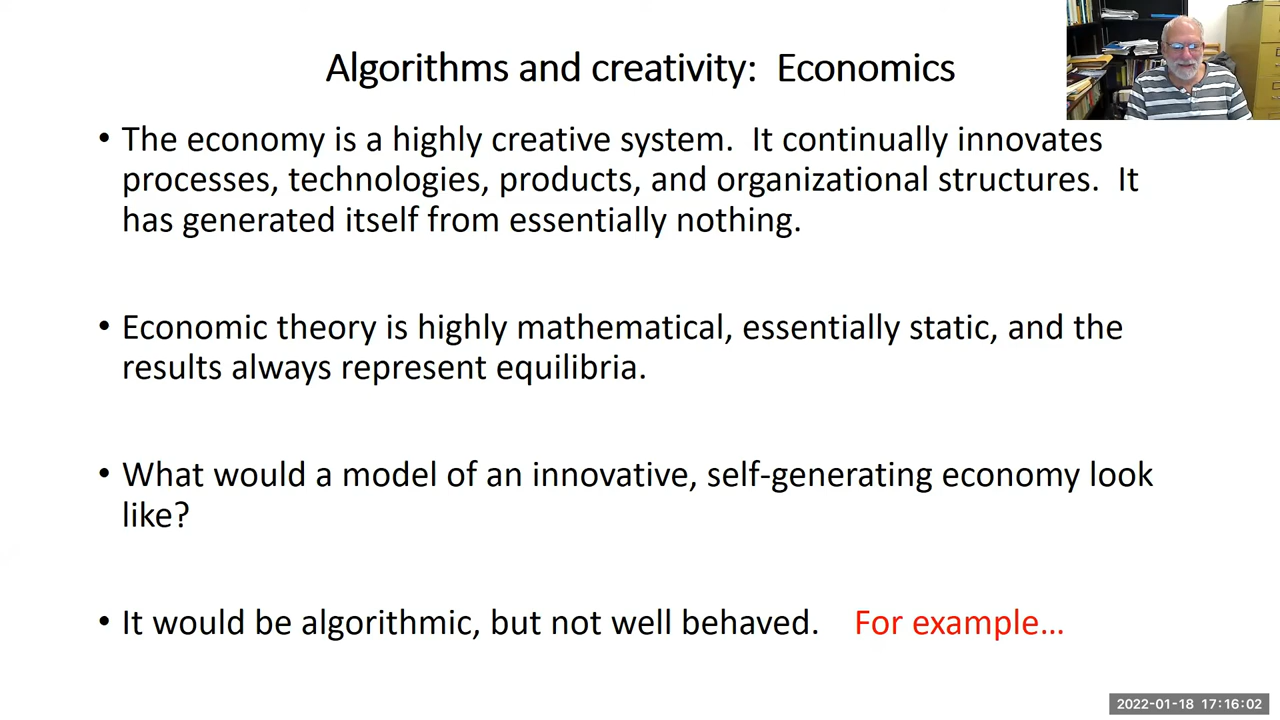 Algorithms and creativity:  Economics
• The economy is a highly creative system.  It continually innovates
processes, technologies, products, and organizational structures.  It
has generated itself from essentially nothing.
• Economic theory is highly mathematical, essentially static, and the
results always represent equilibria.
• What would a model of an innovative, self-generating economy look
like?
• It would be algorithmic, but not well behaved.   For example…
2022-01-18  17:16:02